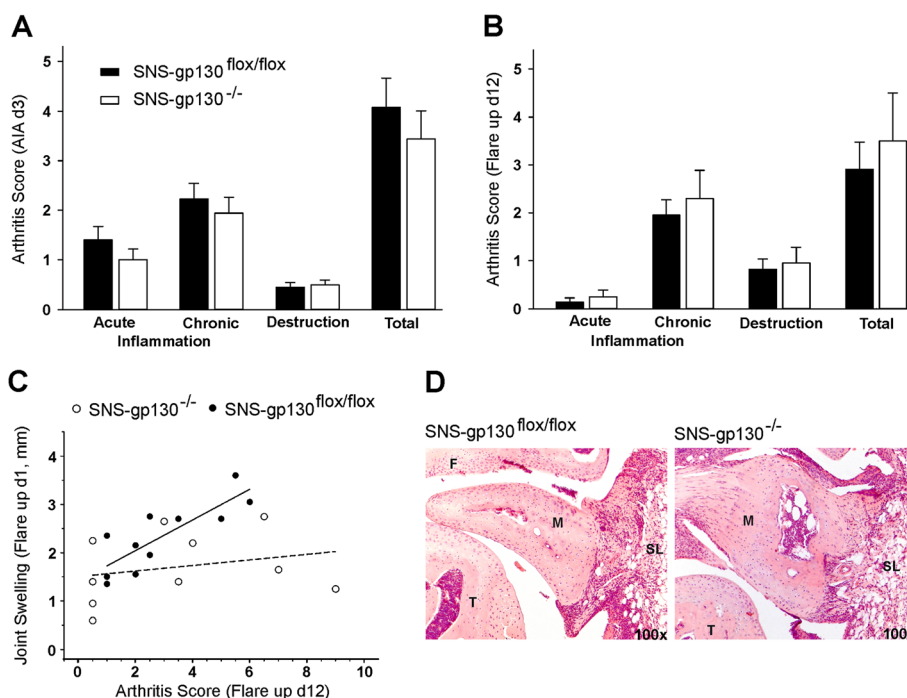 A
Arthritis Score (AIA d3)
5
4
3
2
1
0
SNS-gp130flox/flox
SNS-gp130-/-
Acute Chronic Destruction Total
Inflammation
B
Arthritis Score (Flare up d12)
5
4
3
2
1
0
Acute Chronic Destruction Total
Inflammation
C
SNS-gp130-/- SNS-gp130flox/flox
Joint Swelling (Flare up d1, mm)
4
3
2
1
0
0 2 4 6 8 10
Arthritis Score (Flare up d12)
D
SNS-gp130flox/flox
F
M
SL
T
100x
SNS-gp130-/-
M
SL
T
100